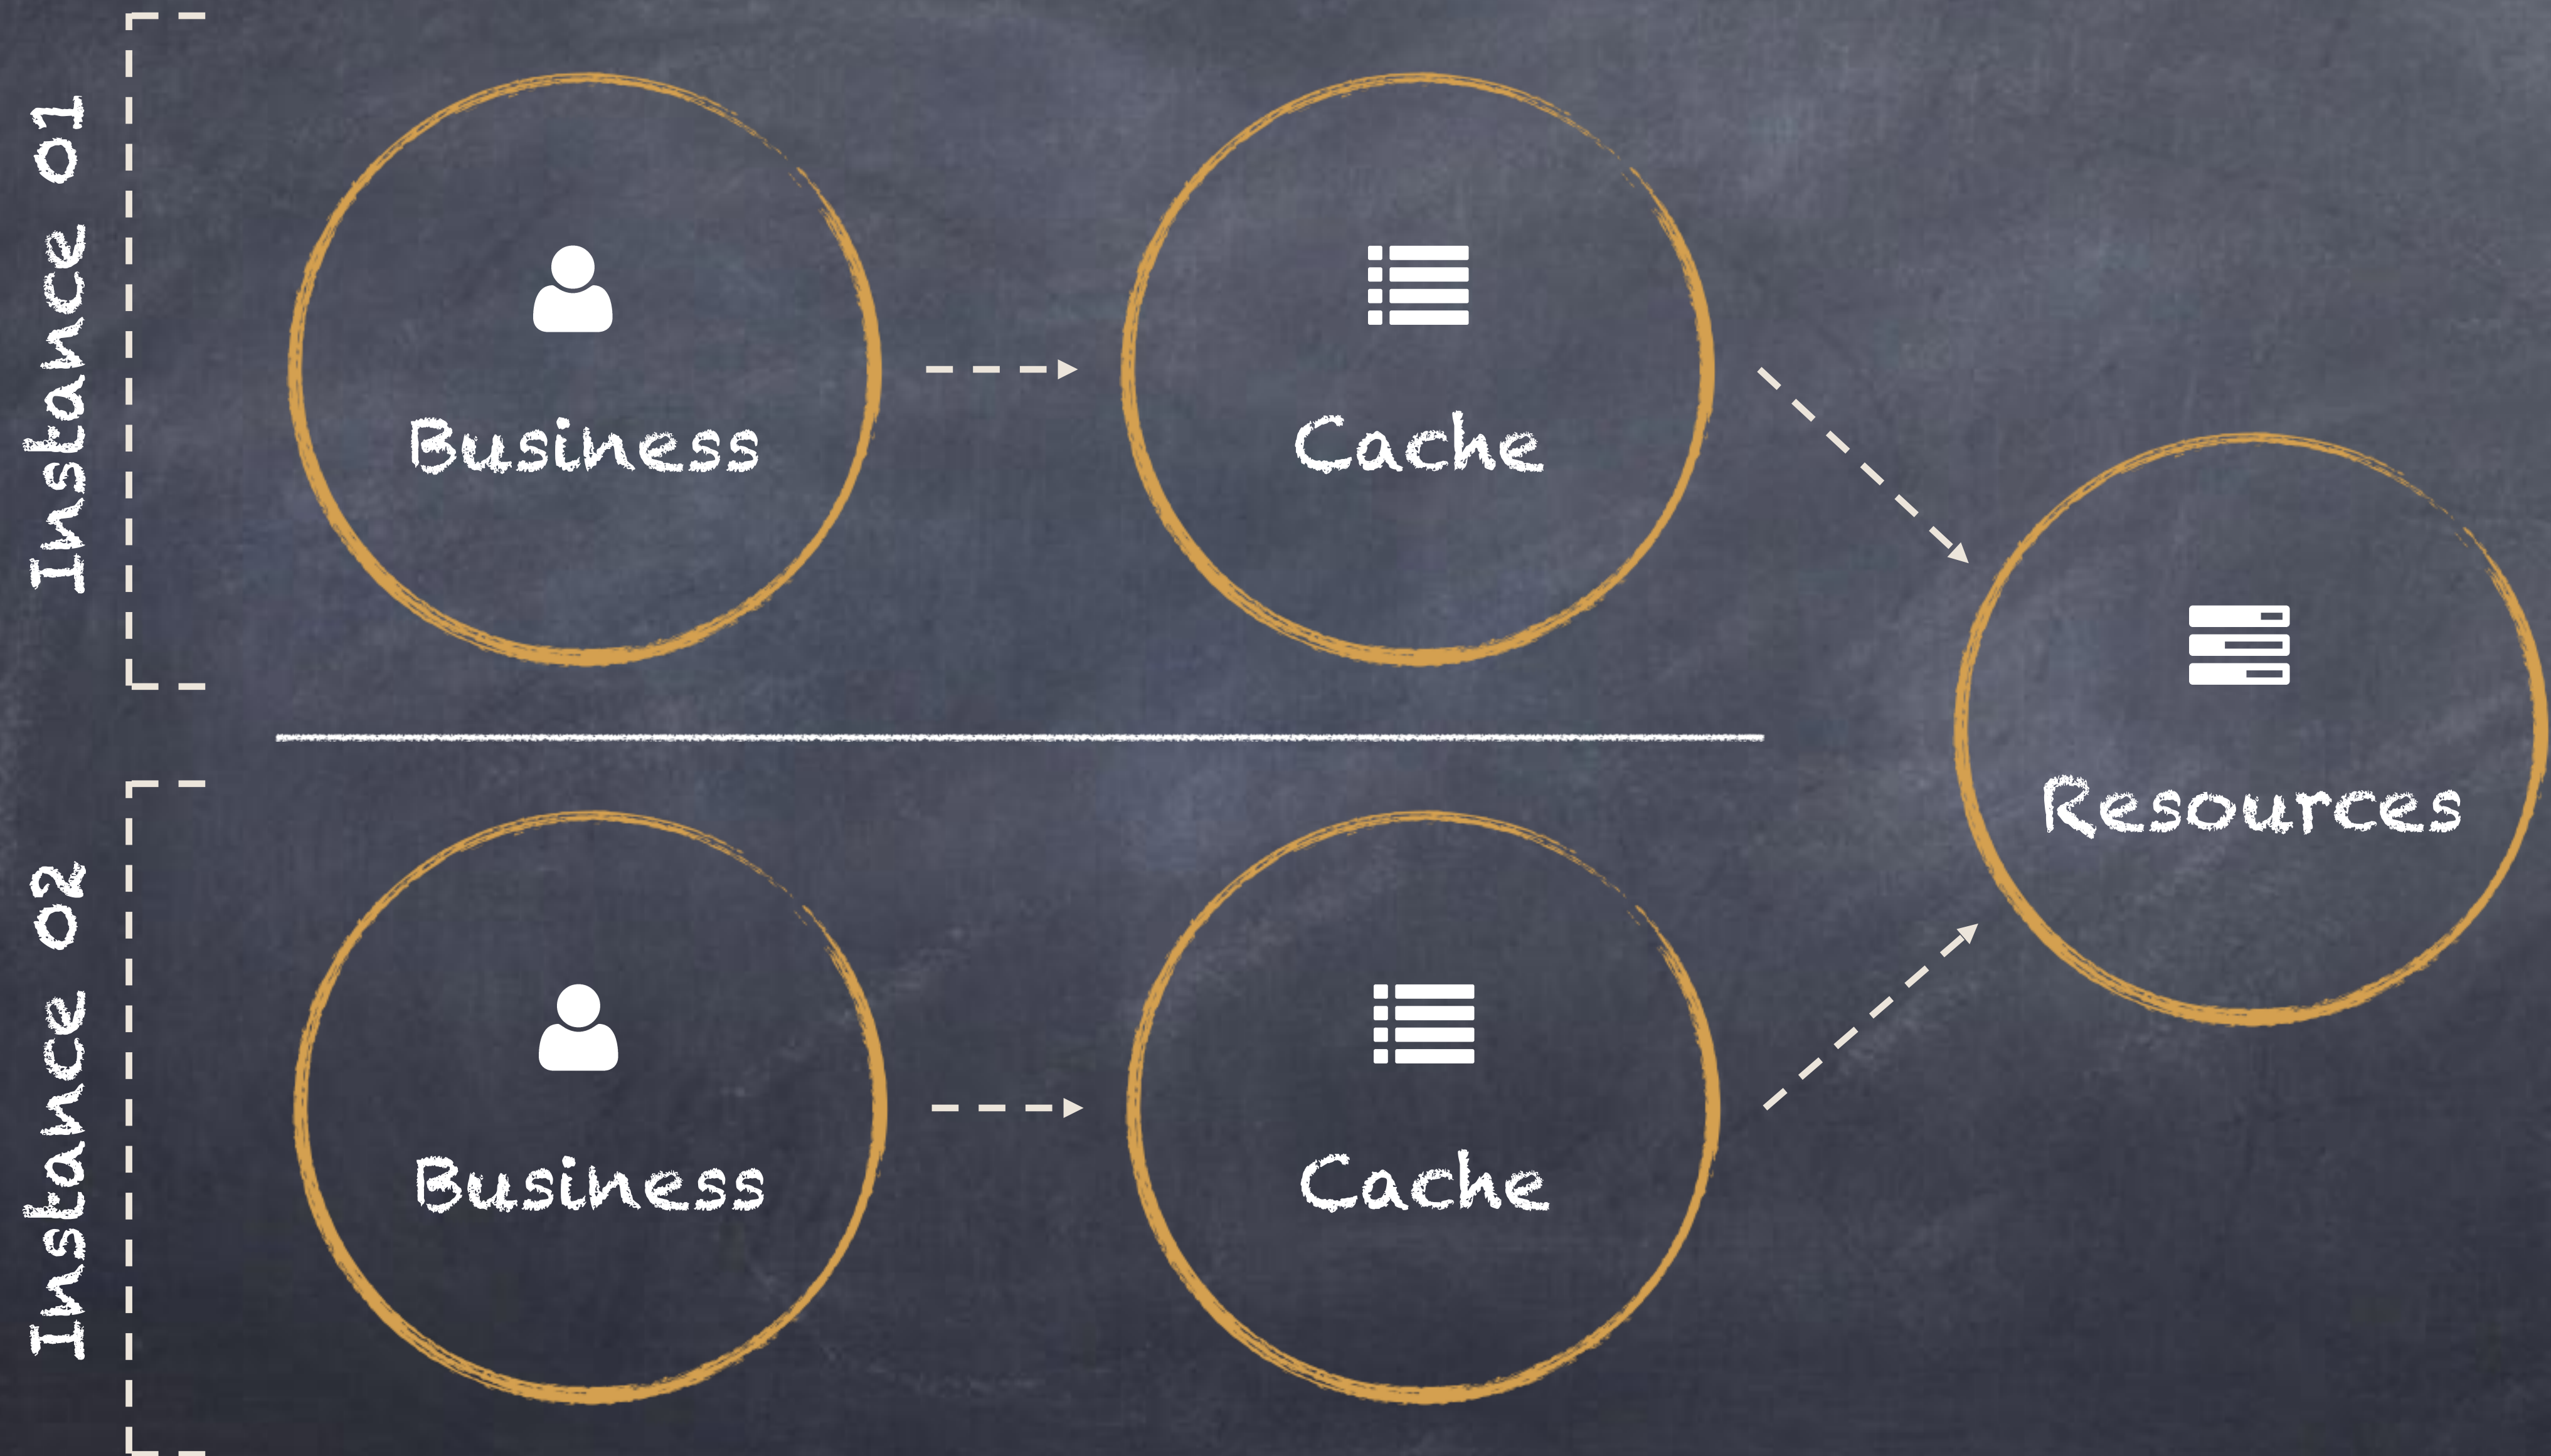 Instance 01
Business
Cache
Resources
Instance 02
Business
Cache